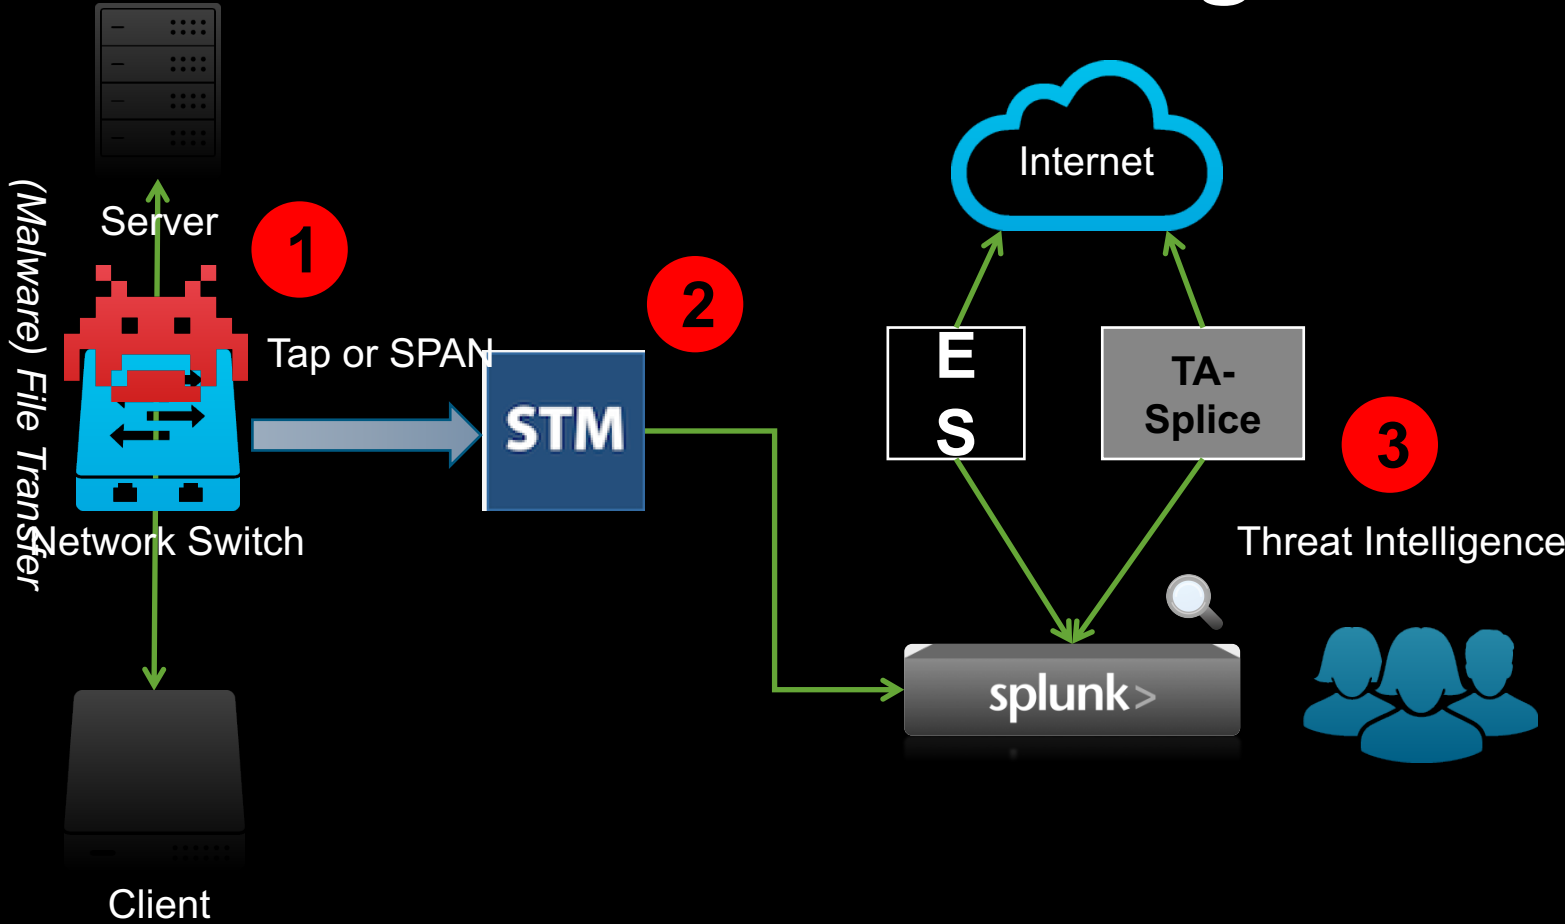 Server
1
(Malware) File Transfer
Tap or SPAN
2
STM
Network Switch
Client
Internet
E
S
TA-
Splice
3
Threat Intelligence
splunk>